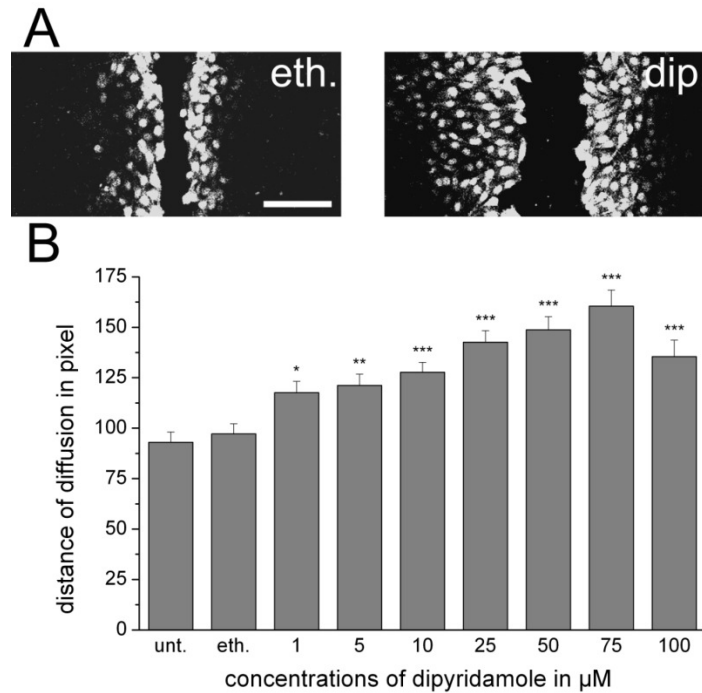 A
eth.
dip
B
distance of diffusion in pixel
175
150
125
100
75
50
25
0
*
**
***
***
***
***
***
unt.
eth.
1
5
10
25
50
75
100
concentrations of dipyridamole in µM